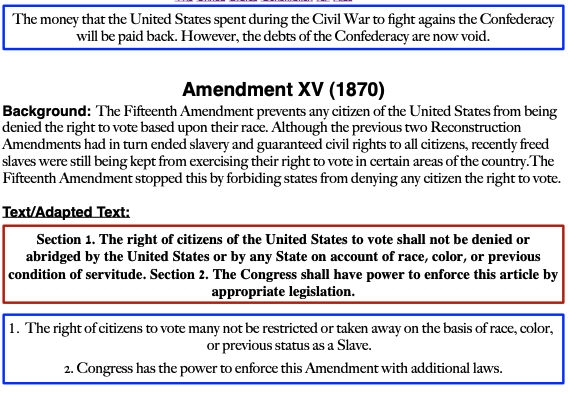 The money that the United States spent during the Civil War to fight agains the Confederacy
will be paid back. However, the debts of the Confederacy are now void.
Amendment XV (1870)
Background: The Fifteenth Amendment prevents any citizen of the United States from being
denied the right to vote based upon their race. Although the previous two Reconstruction
Amendments had in turn ended slavery and guaranteed civil rights to all citizens, recently freed
slaves were still being kept from exercising their right to vote in certain areas of the country.The
Fifteenth Amendment stopped this by forbiding states from denying any citizen the right to vote.
Text/Adapted Text:
Section 1. The right of citizens of the United States to vote shall not be denied or
abridged by the United States or by any State on account of race, color, or previous
condition of servitude. Section 2. The Congress shall have power to enforce this article by
appropriate legislation.
1. The right of citizens to vote many not be restricted or taken away on the basis of race, color,
or previous status as a Slave.
2. Congress has the power to enforce this Amendment with additional laws.